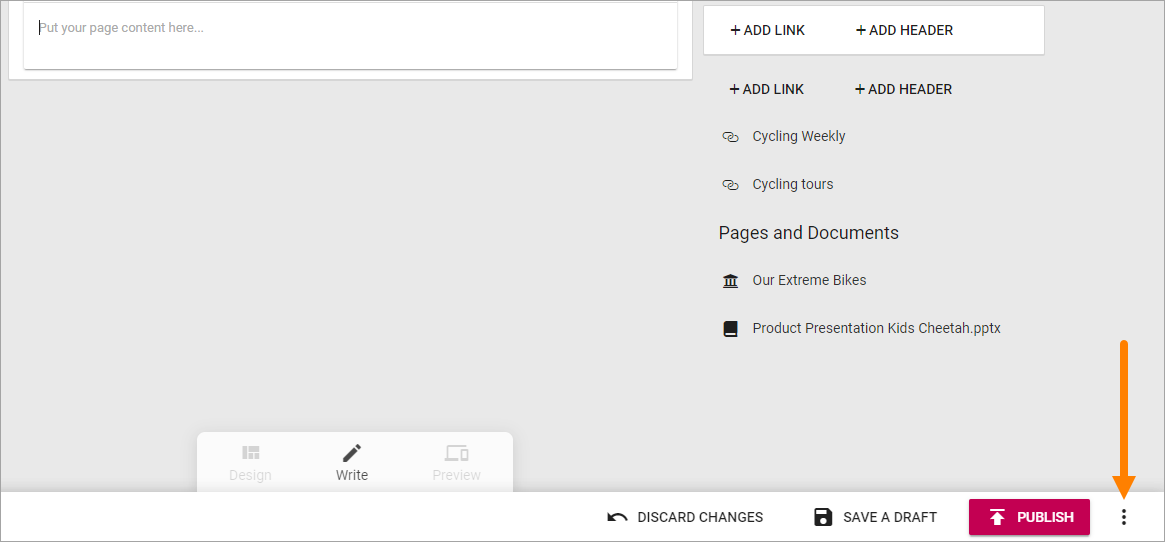 Put your page content here...
ADD LINK ADD HEADER
ADD LINK ADD HEADER
Cycling Weekly
Cycling tours
Pages and Documents
Our Extreme Bikes
Product Presentation Kids Cheetah.pptx
Design Write Preview
DISCARD CHANGES SAVE A DRAFT PUBLISH